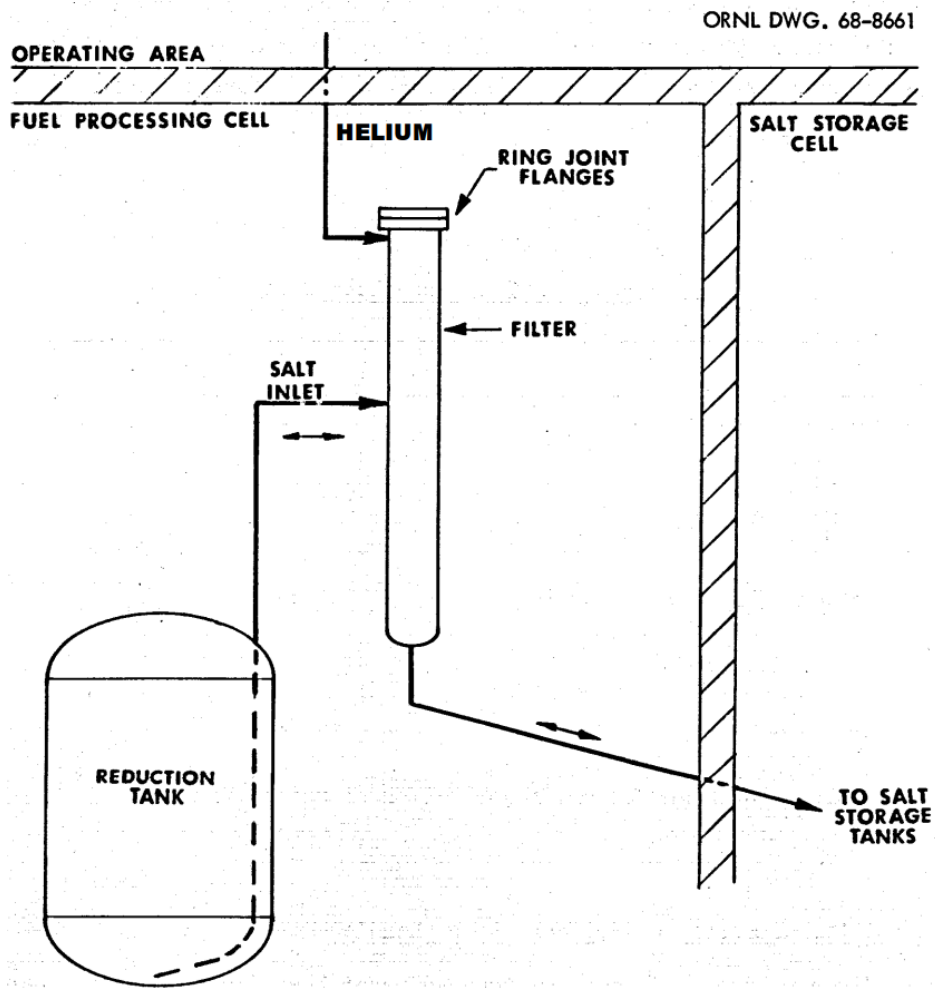 ORNL DWG. 68-8661
OPERATING AREA
FUEL PROCESSING CELL
HELIUM
SALT STORAGE
CELL
RING JOINT
FLANGES
FILTER
SALT
INLET
REDUCTION
TANK
TO SALT
STORAGE
TANKS